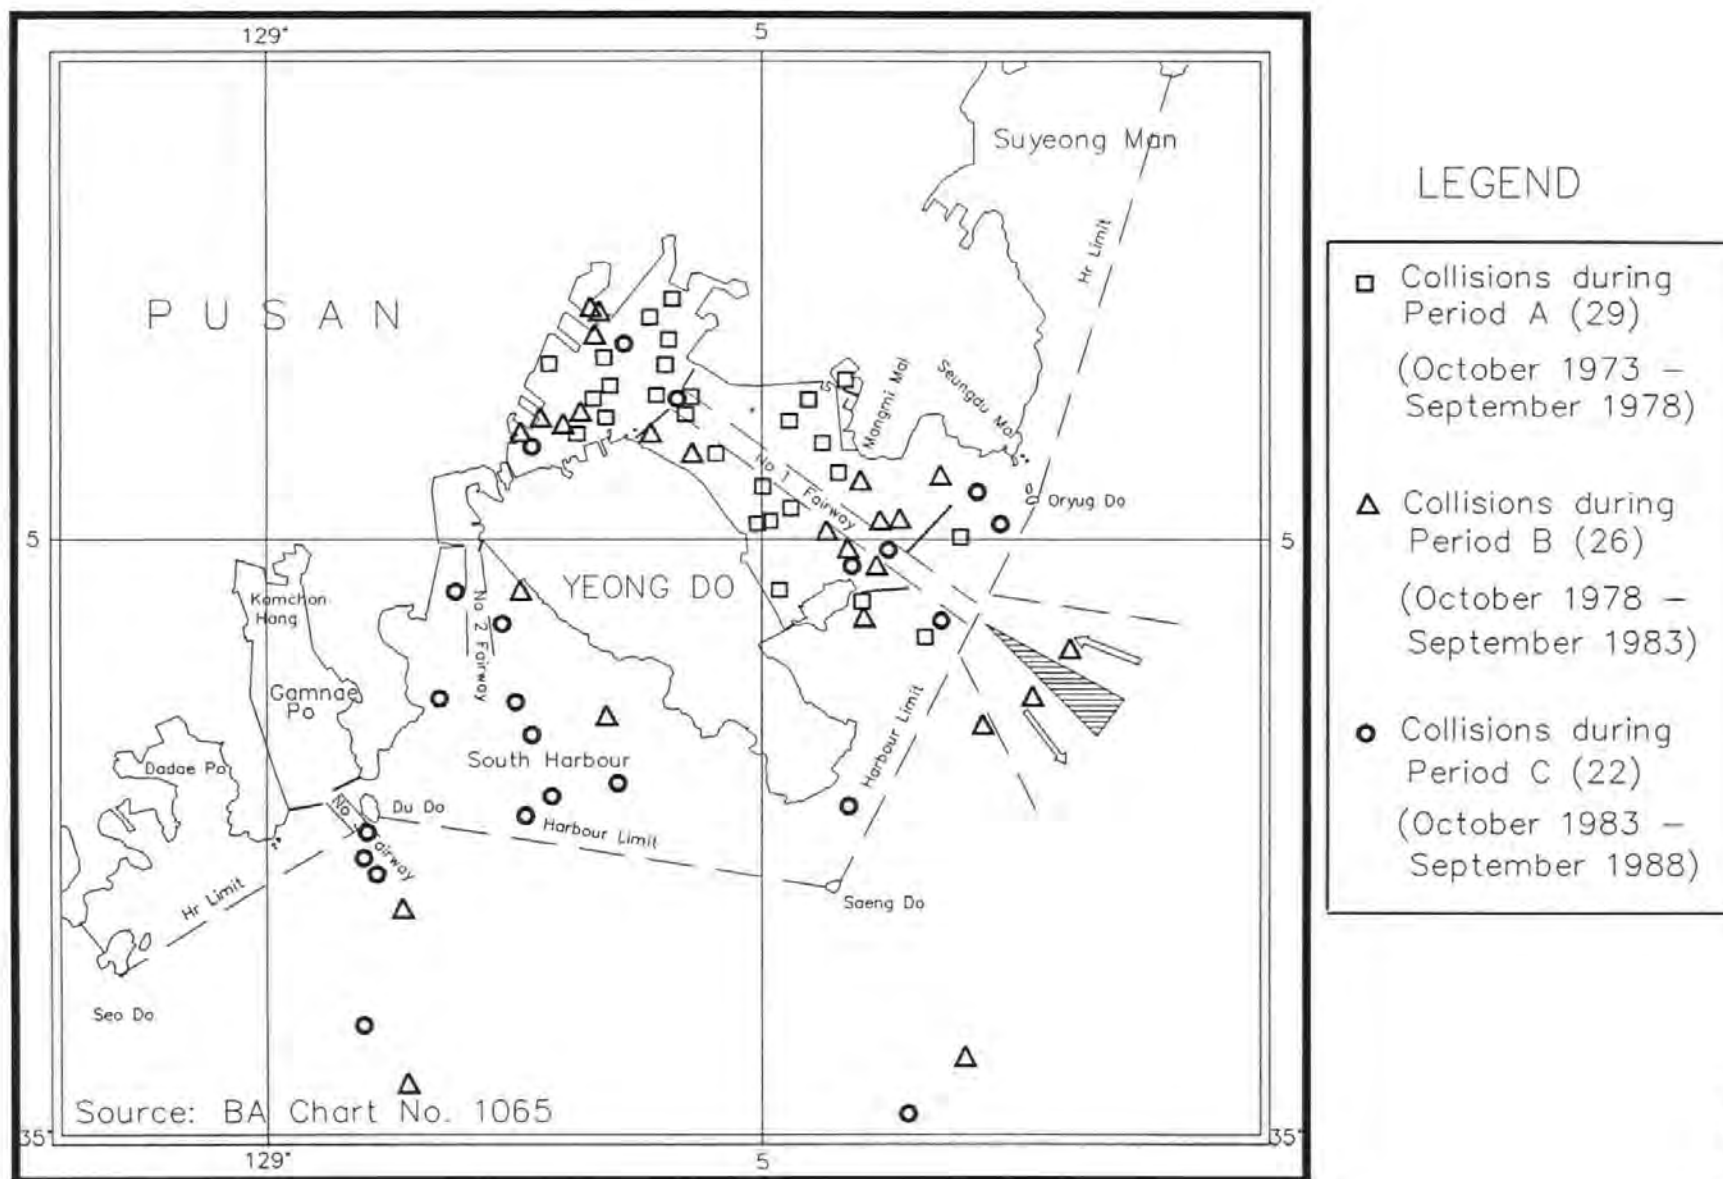 129° 5
Suyeong Man
LEGEND
Hr Limit
PUSAN
Collisions during
Period A (29)
(October 1973 –
September 1978)
Mangmi Mal
Seungdu Mal
No 1 Fairway
Oryug Do
Collisions during
Period B (26)
(October 1978 –
September 1983)
5 5
YEONG DO
Kamchon
Hang
No 2 Fairway
Gamnae
Po
Harbour Limit
Collisions during
Period C (22)
(October 1983 –
September 1988)
South Harbour
Dadae Po
Du Do
Harbour Limit
No Fairway
Hr Limit
Saeng Do
Seo Do
Source: BA Chart No. 1065
35° 35°
129° 5